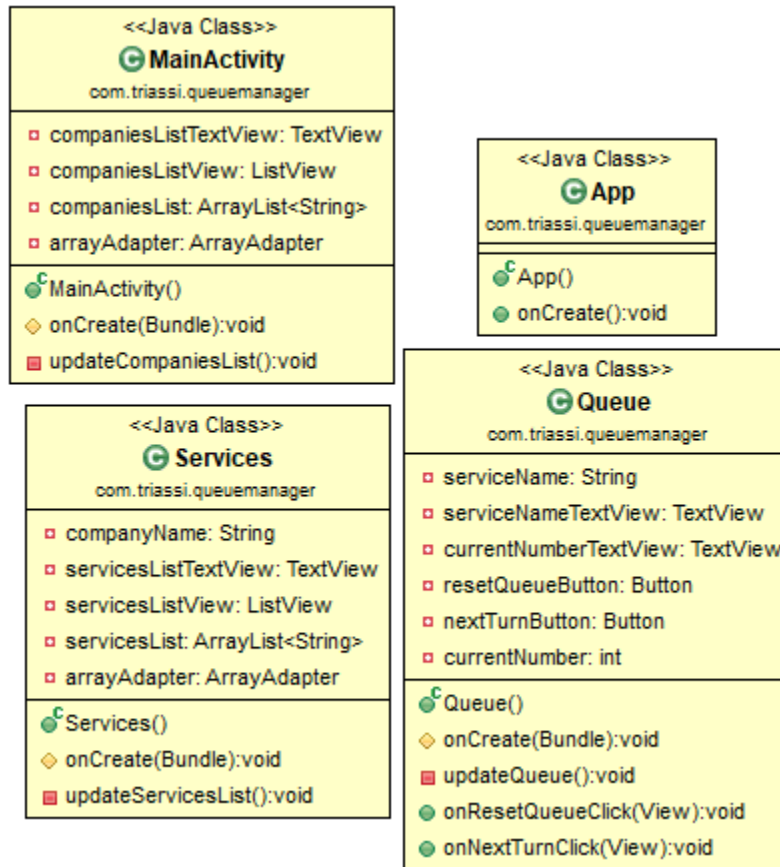 <<Java Class>>
MainActivity
com.triassi.queuemanager
companiesListTextView: TextView
companiesListView: ListView
companiesList: ArrayList<String>
arrayAdapter: ArrayAdapter
MainActivity()
onCreate(Bundle):void
updateCompaniesList():void
<<Java Class>>
App
com.triassi.queuemanager
App()
onCreate():void
<<Java Class>>
Services
com.triassi.queuemanager
companyName: String
servicesListTextView: TextView
servicesListView: ListView
servicesList: ArrayList<String>
arrayAdapter: ArrayAdapter
Services()
onCreate(Bundle):void
updateServicesList():void
<<Java Class>>
Queue
com.triassi.queuemanager
serviceName: String
serviceNameTextView: TextView
currentNumberTextView: TextView
resetQueueButton: Button
nextTurnButton: Button
currentNumber: int
Queue()
onCreate(Bundle):void
updateQueue():void
onResetQueueClick(View):void
onNextTurnClick(View):void